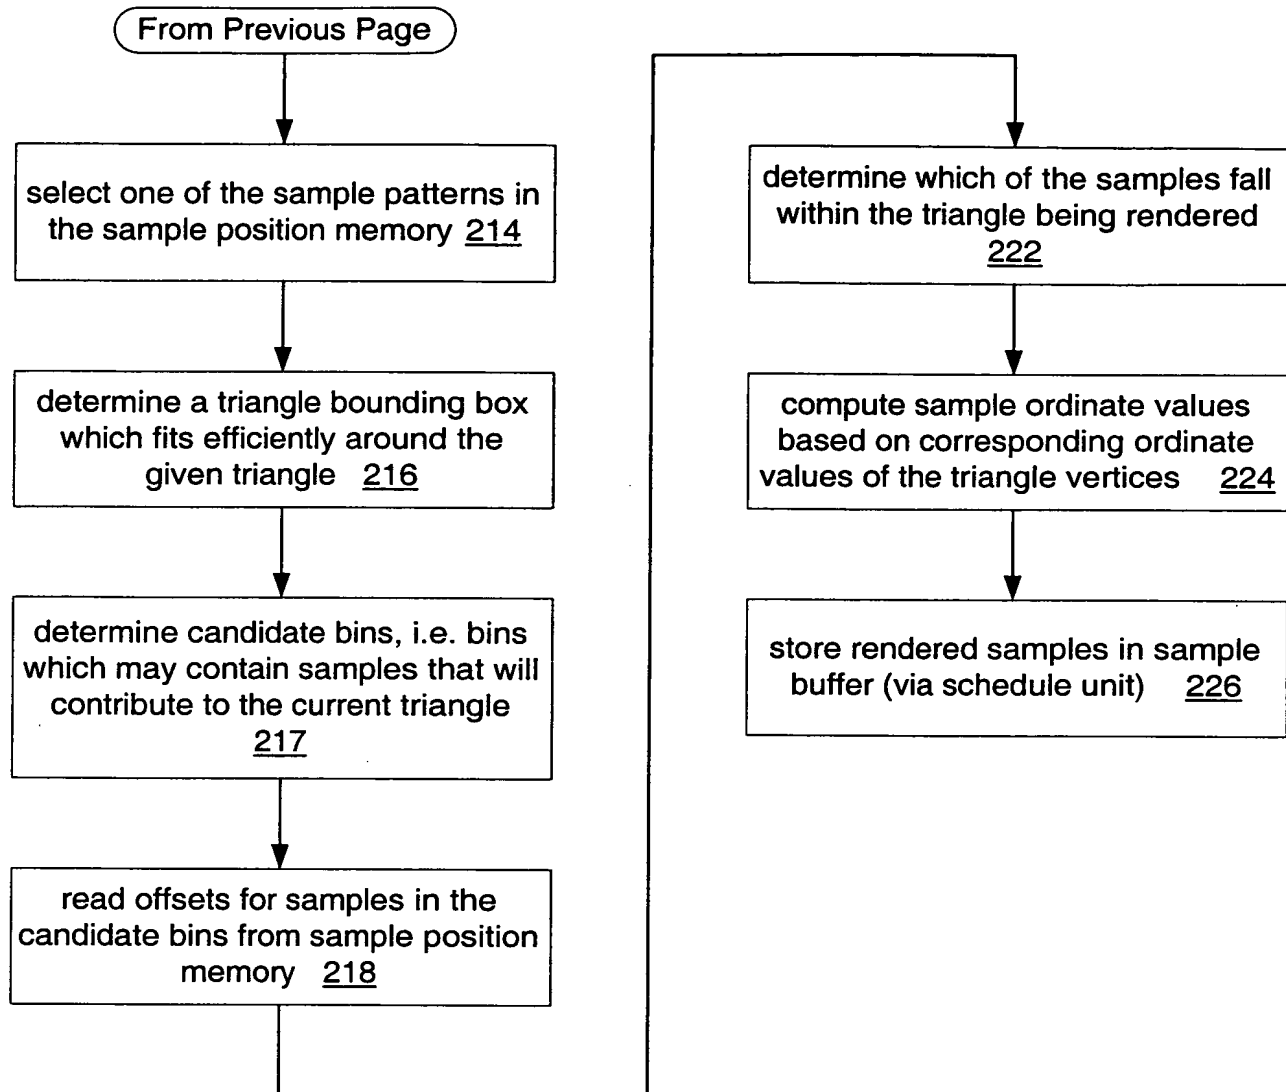 From Previous Page
select one of the sample patterns in
the sample position memory 214
determine a triangle bounding box
which fits efficiently around the
given triangle 216
determine candidate bins, i.e. bins
which may contain samples that will
contribute to the current triangle
217
read offsets for samples in the
candidate bins from sample position
memory 218
determine which of the samples fall
within the triangle being rendered
222
compute sample ordinate values
based on corresponding ordinate
values of the triangle vertices 224
store rendered samples in sample
buffer (via schedule unit) 226